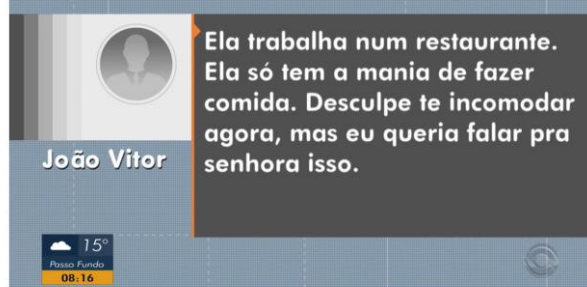 Ela trabalha num restaurante.
Ela só tem a mania de fazer
comida. Desculpe te incomodar
agora, mas eu queria falar pra
senhora isso.
João Vitor
15°
Passo Fundo
08:16